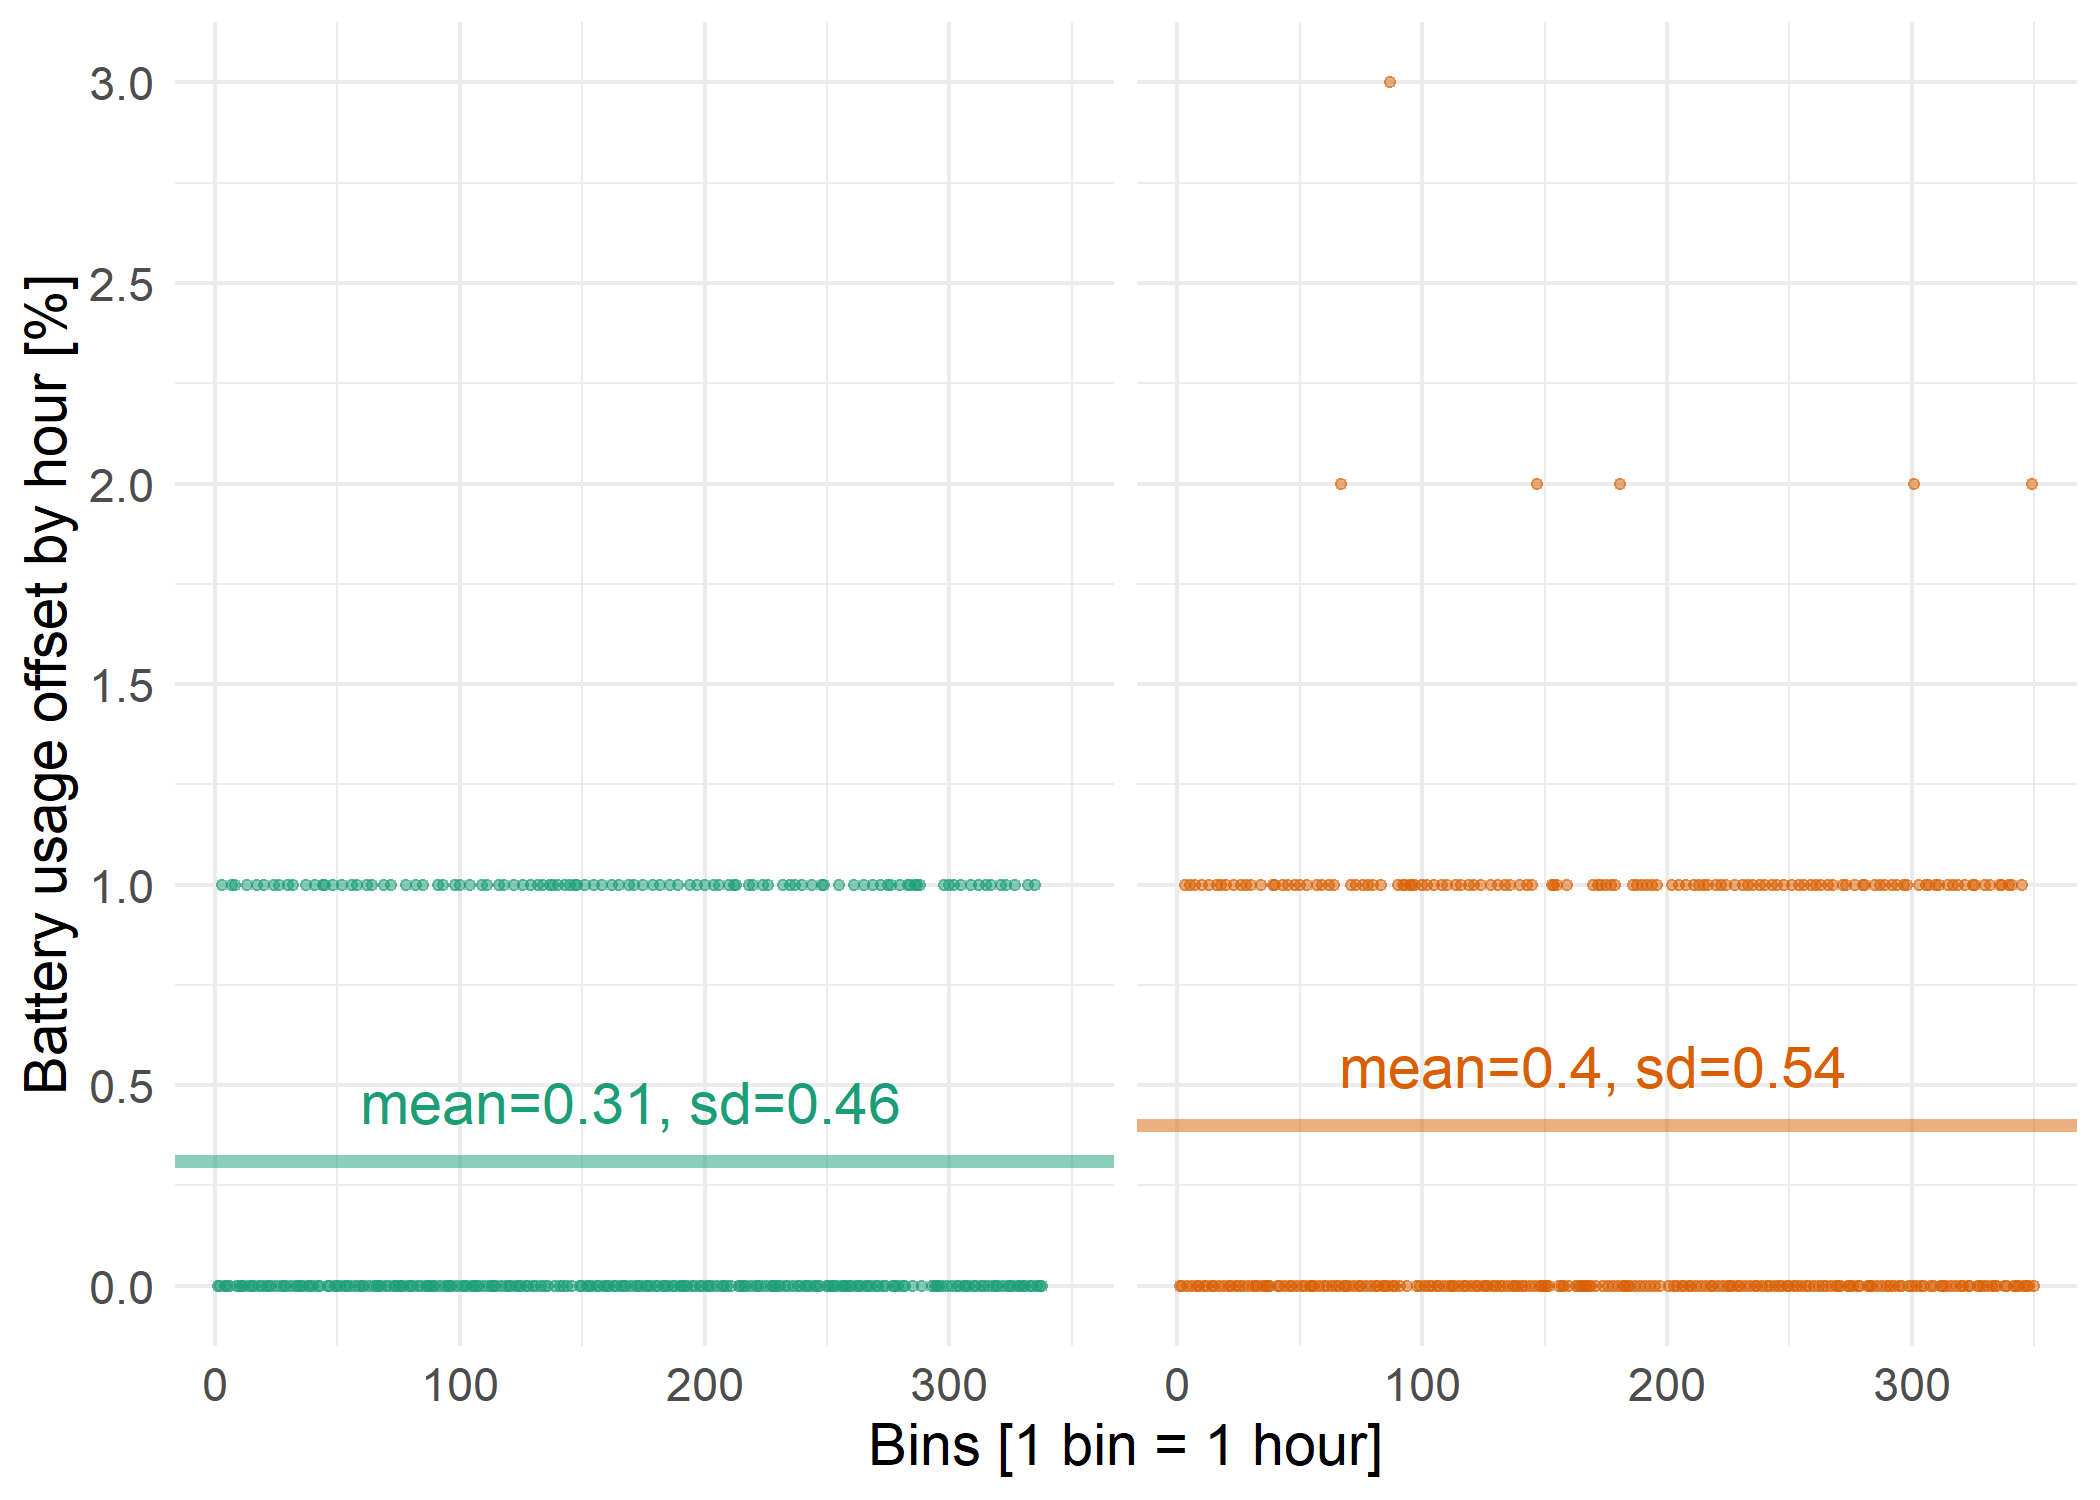 Battery usage offset by hour [%]
3.0
2.5
2.0
1.5
1.0
0.5
0.0
mean=0.31, sd=0.46
mean=0.4, sd=0.54
0 100 200 300
0 100 200 300
Bins [1 bin = 1 hour]